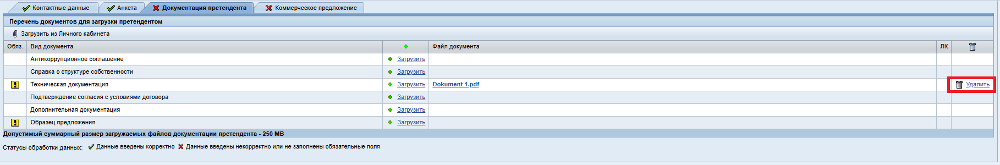 Контактные данные Анкета Документация претендента Коммерческое предложение
Перечень документов для загрузки претендентом
Загрузить из Личного кабинета
Обяз. Вид документа Файл документа ЛК
Антикоррупционное соглашение Загрузить
Справка о структуре собственности Загрузить
Техническая документация Загрузить Dokument 1.pdf Удалить
Подтверждение согласия с условиями договора Загрузить
Дополнительная документация Загрузить
Образец предложения Загрузить
Допустимый суммарный размер загружаемых файлов документации претендента - 250 MB
Статусы обработки данных: Данные введены корректно Данные введены некорректно или не заполнены обязательные поля